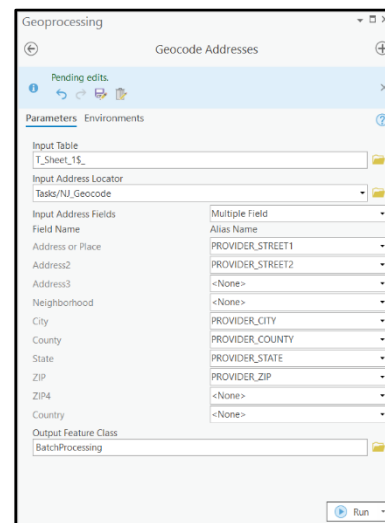 Geoprocessing
Geocode Addresses
Pending edits.
Parameters Environments
Input Table
T_Sheet_1$_
Input Address Locator
Tasks/NJ_Geocode
Input Address Fields Multiple Field
Field Name Alias Name
Address or Place PROVIDER_STREET1
Address2 PROVIDER_STREET2
Address3 <None>
Neighborhood <None>
City PROVIDER_CITY
County PROVIDER_COUNTY
State PROVIDER_STATE
ZIP PROVIDER_ZIP
ZIP4 <None>
Country <None>
Output Feature Class
BatchProcessing
Run